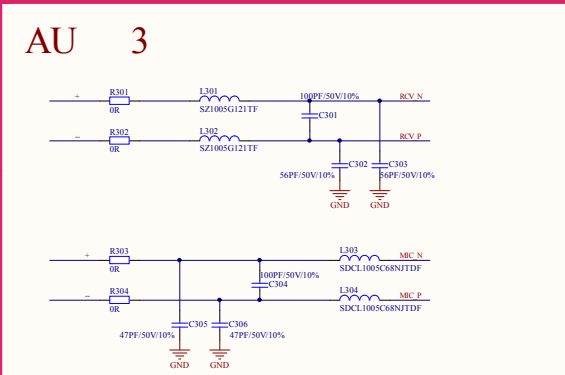 AU 3
R301 L301 100PF/50V/10% RCV_N
+
0R SZ1005G121TF C301
R302 L302 RCV_P
−
0R SZ1005G121TF
C302 C303
56PF/50V/10% 56PF/50V/10%
GND GND
R303 L303 MIC_N
+
0R 100PF/50V/10% SDCL1005C68NJTDF
C304
R304 L304 MIC_P
−
0R SDCL1005C68NJTDF
C305 C306
47PF/50V/10% 47PF/50V/10%
GND GND